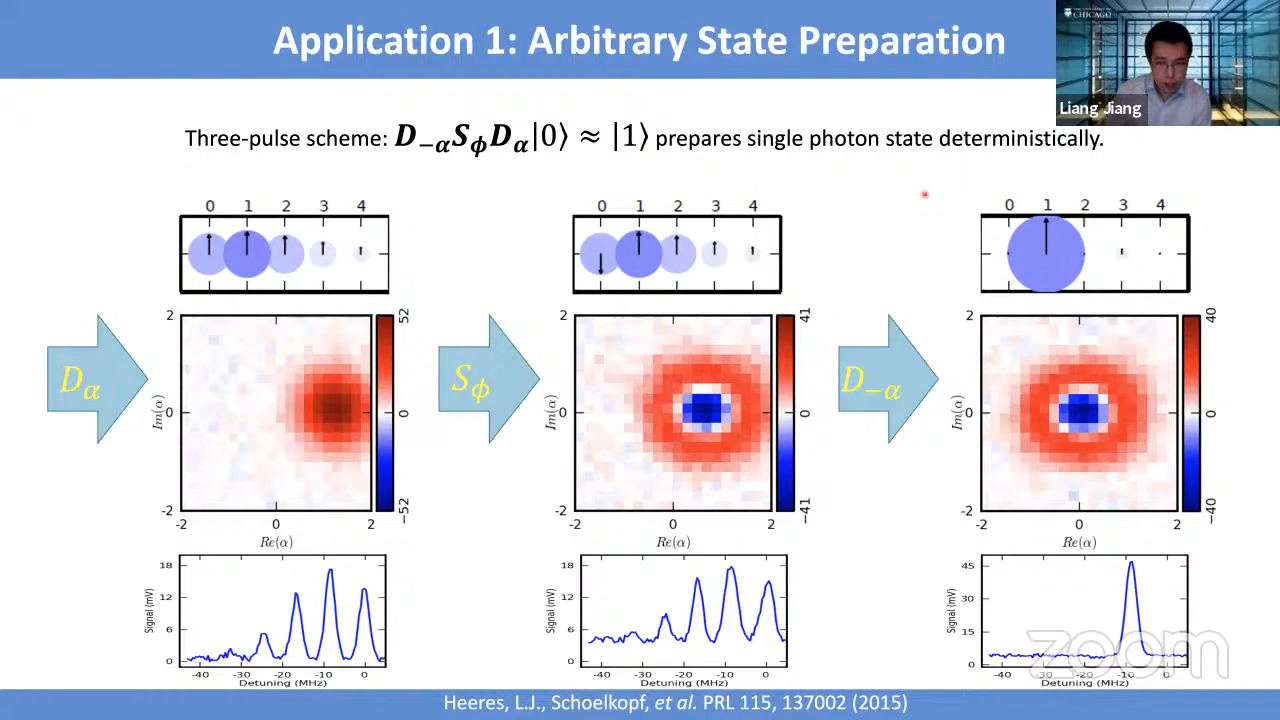 Application 1: Arbitrary State Preparation
THE UNIVERSITY OF
CHICAGO
Liang Jiang
Three-pulse scheme: D₋αSϕDα|0⟩ ≈ |1⟩ prepares single photon state deterministically.
0 1 2 3 4
0 1 2 3 4
0 1 2 3 4
Dα
2
0
-2
Im(α)
-2 0 2
Re(α)
52
0
−52
Sϕ
2
0
-2
Im(α)
-2 0 2
Re(α)
41
0
−41
D₋α
2
0
-2
Im(α)
-2 0 2
Re(α)
40
0
−40
18
12
6
0
Signal (mV)
-40 -30 -20 -10 0
Detuning (MHz)
18
12
6
0
Signal (mV)
-40 -30 -20 -10 0
Detuning (MHz)
45
30
15
0
Signal (mV)
-40 -30 -20 -10 0
Detuning (MHz)
zoom
Heeres, L.J., Schoelkopf, et al. PRL 115, 137002 (2015)